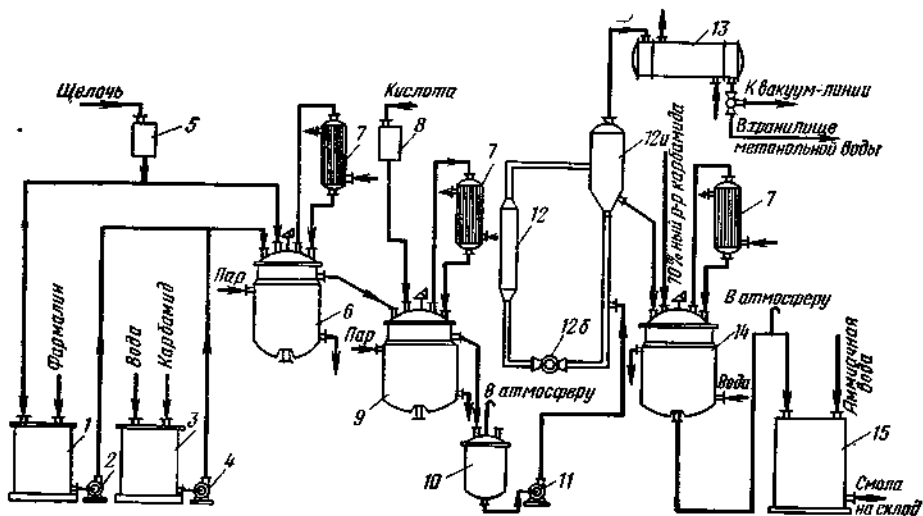 Щелочь
5
Кислота
8
7
7
13
К вакуум-линии
В хранилище
метанольной воды
12а
12
10%-ный р-р карбамида
7
Пар
6
Пар
9
12б
В атмосферу
14
Вода
Аммиачная
вода
Формалин
Вода
Карбамид
1
2
3
4
В атмосферу
10
11
15
Смола
на склад